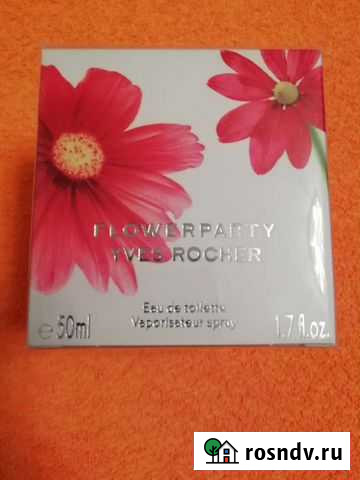 FLOWERPARTY
YVES ROCHER
Eau de toilette
Vaporisateur spray
℮ 50ml
1.7 fl.oz.
rosndv.ru